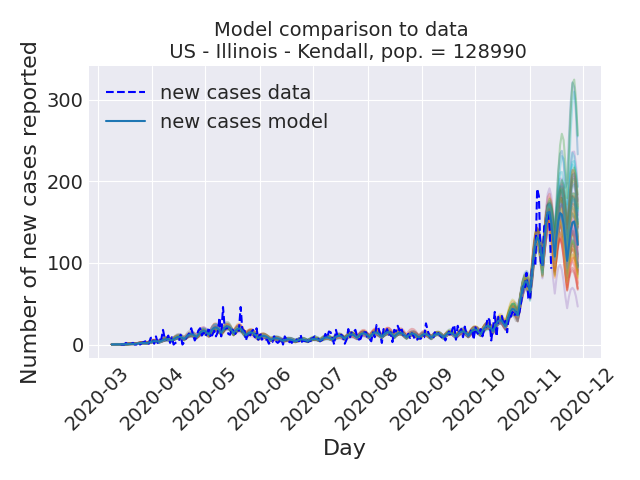 Model comparison to data
US - Illinois - Kendall, pop. = 128990
Number of new cases reported
new cases data
new cases model
300
200
100
0
2020-03
2020-04
2020-05
2020-06
2020-07
2020-08
2020-09
2020-10
2020-11
2020-12
Day